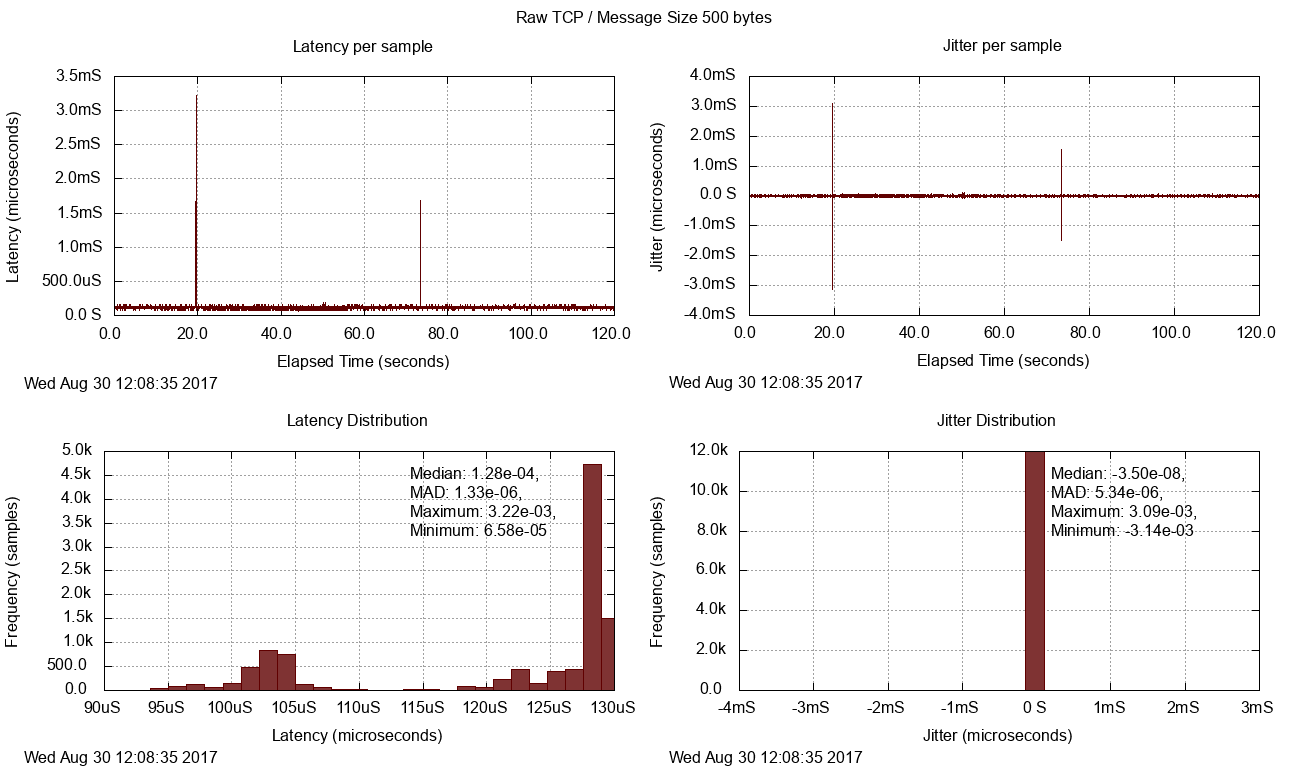 Raw TCP / Message Size 500 bytes
Latency per sample
3.5mS
3.0mS
2.5mS
2.0mS
1.5mS
1.0mS
500.0uS
0.0 S
Latency (microseconds)
0.0 20.0 40.0 60.0 80.0 100.0 120.0
Elapsed Time (seconds)
Wed Aug 30 12:08:35 2017
Jitter per sample
4.0mS
3.0mS
2.0mS
1.0mS
0.0 S
-1.0mS
-2.0mS
-3.0mS
-4.0mS
Jitter (microseconds)
0.0 20.0 40.0 60.0 80.0 100.0 120.0
Elapsed Time (seconds)
Wed Aug 30 12:08:35 2017
Latency Distribution
5.0k
4.5k
4.0k
3.5k
3.0k
2.5k
2.0k
1.5k
1.0k
500.0
0.0
Frequency (samples)
Median: 1.28e-04,
MAD: 1.33e-06,
Maximum: 3.22e-03,
Minimum: 6.58e-05
90uS 95uS 100uS 105uS 110uS 115uS 120uS 125uS 130uS
Latency (microseconds)
Wed Aug 30 12:08:35 2017
Jitter Distribution
12.0k
10.0k
8.0k
6.0k
4.0k
2.0k
0.0
Frequency (samples)
Median: -3.50e-08,
MAD: 5.34e-06,
Maximum: 3.09e-03,
Minimum: -3.14e-03
-4mS -3mS -2mS -1mS 0 S 1mS 2mS 3mS
Jitter (microseconds)
Wed Aug 30 12:08:35 2017